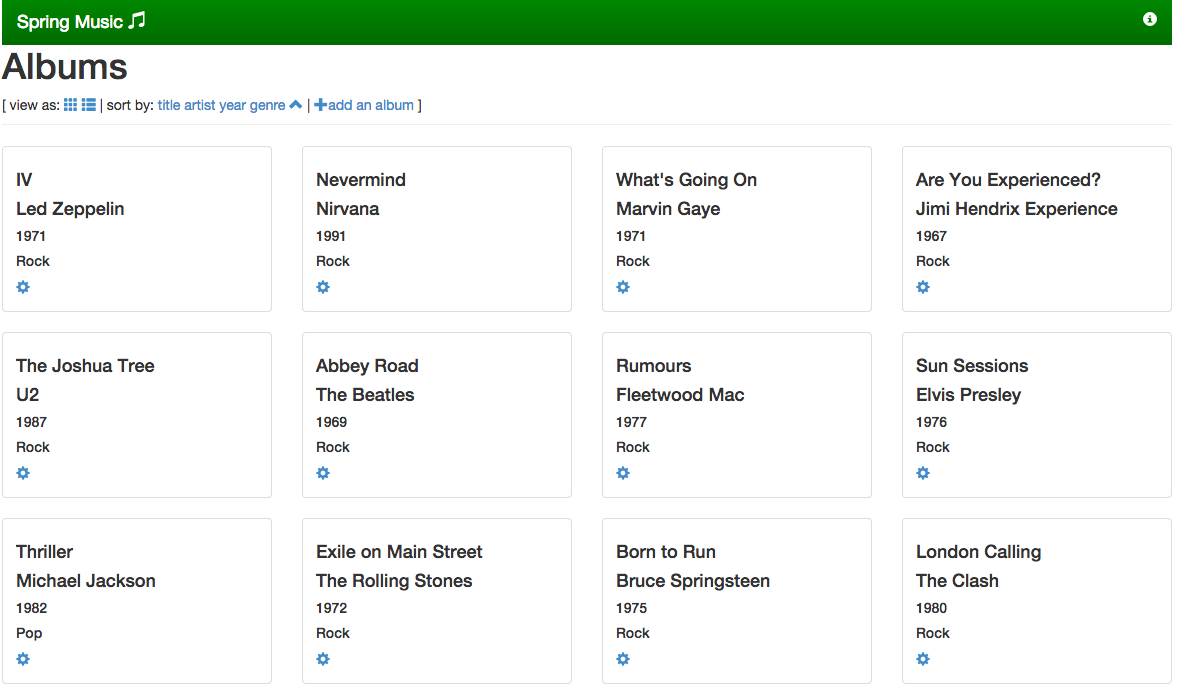 Spring Music
Albums
[ view as: | sort by: title artist year genre | add an album ]
IV
Led Zeppelin
1971
Rock
Nevermind
Nirvana
1991
Rock
What's Going On
Marvin Gaye
1971
Rock
Are You Experienced?
Jimi Hendrix Experience
1967
Rock
The Joshua Tree
U2
1987
Rock
Abbey Road
The Beatles
1969
Rock
Rumours
Fleetwood Mac
1977
Rock
Sun Sessions
Elvis Presley
1976
Rock
Thriller
Michael Jackson
1982
Pop
Exile on Main Street
The Rolling Stones
1972
Rock
Born to Run
Bruce Springsteen
1975
Rock
London Calling
The Clash
1980
Rock